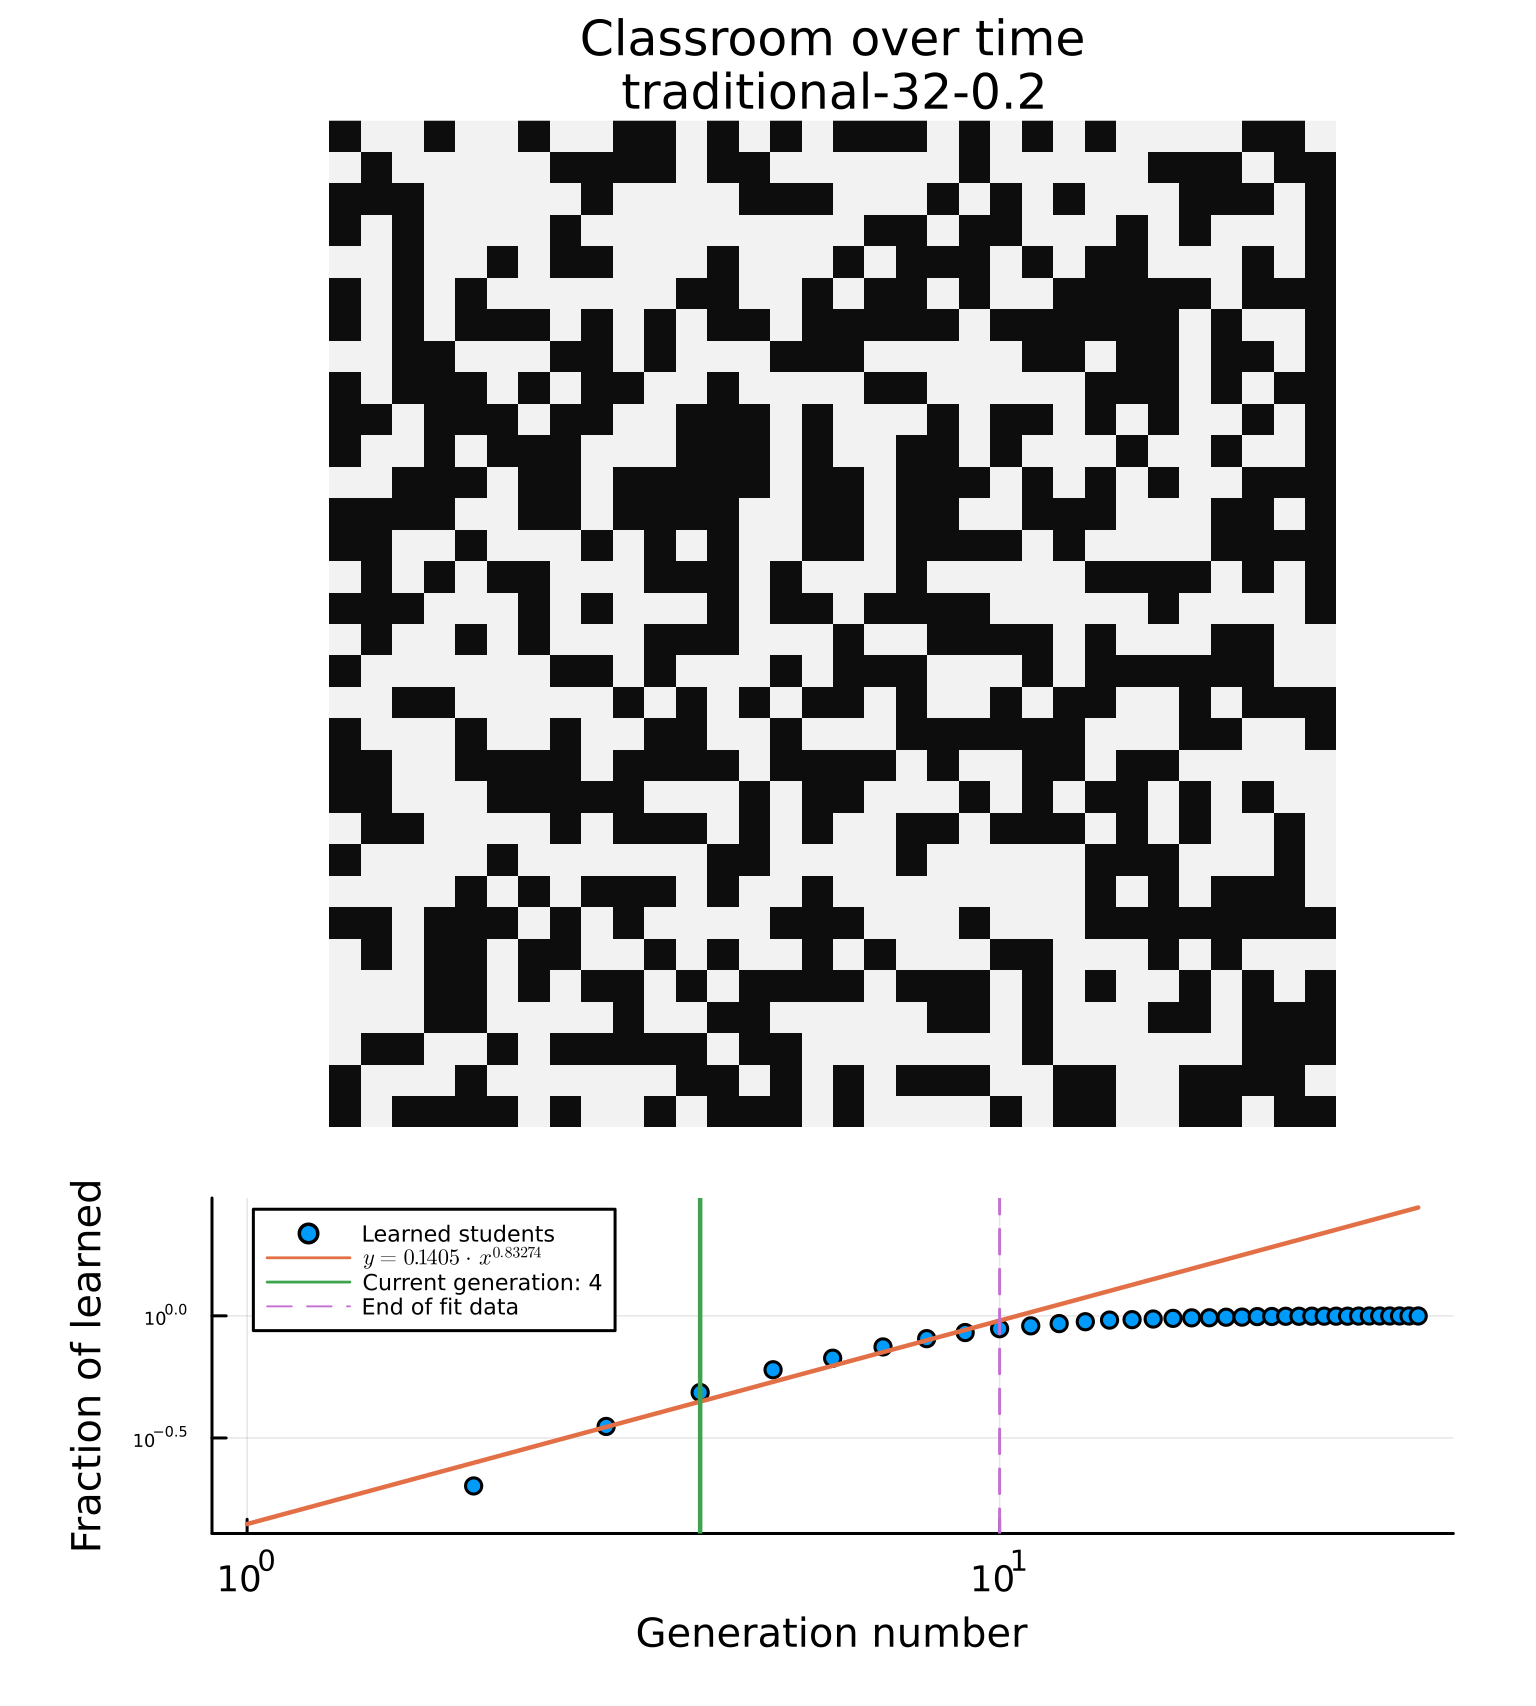 Classroom over time
traditional-32-0.2
Fraction of learned
Learned students
y = 0.1405 · x^0.83274
Current generation: 4
End of fit data
10^0.0
10^−0.5
10^0
10^1
Generation number